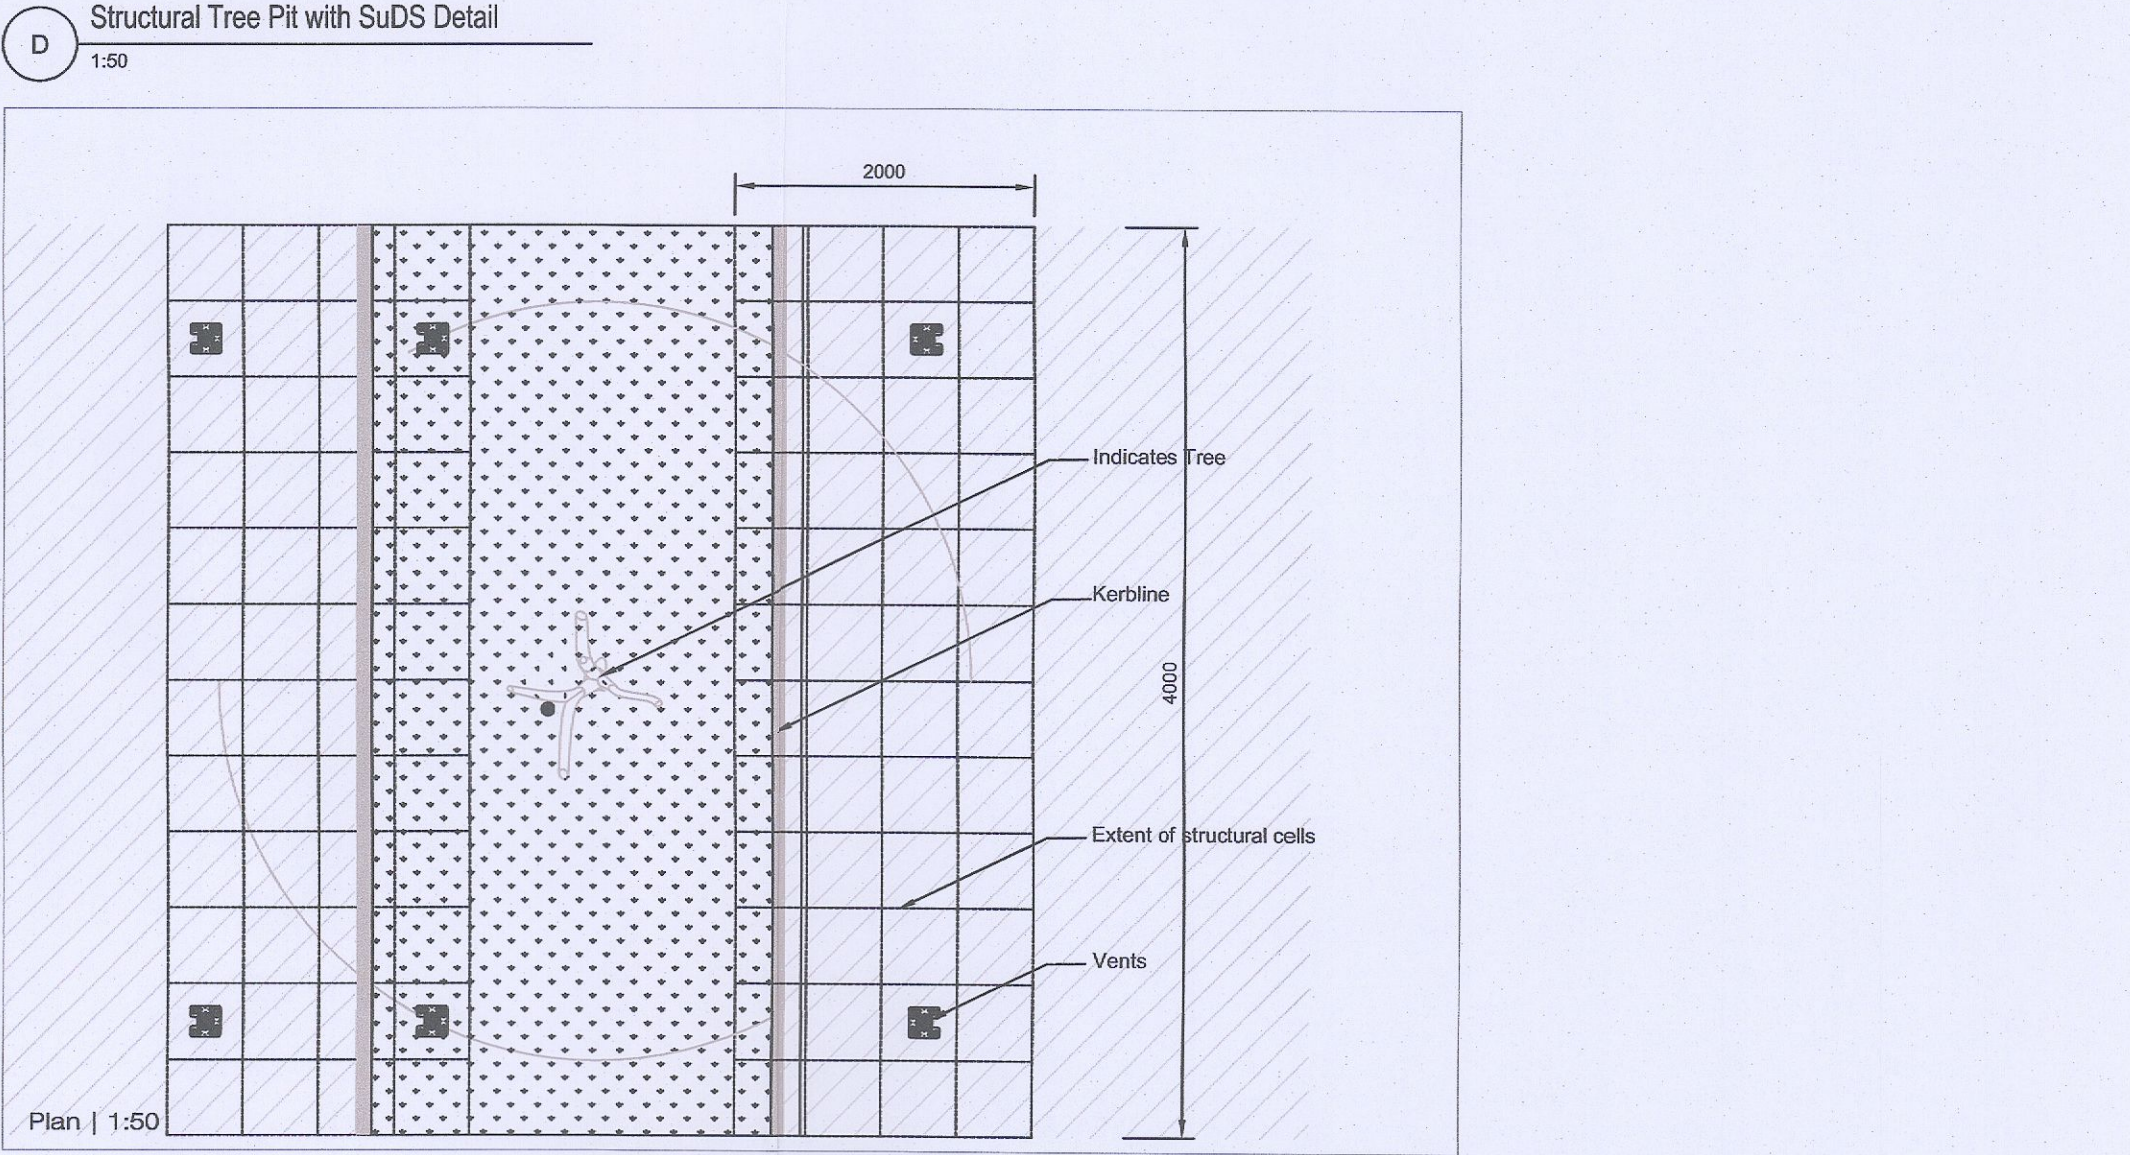 Structural Tree Pit with SuDS Detail
D
1:50
2000
Indicates Tree
Kerbline
4000
Extent of structural cells
Vents
Plan | 1:50